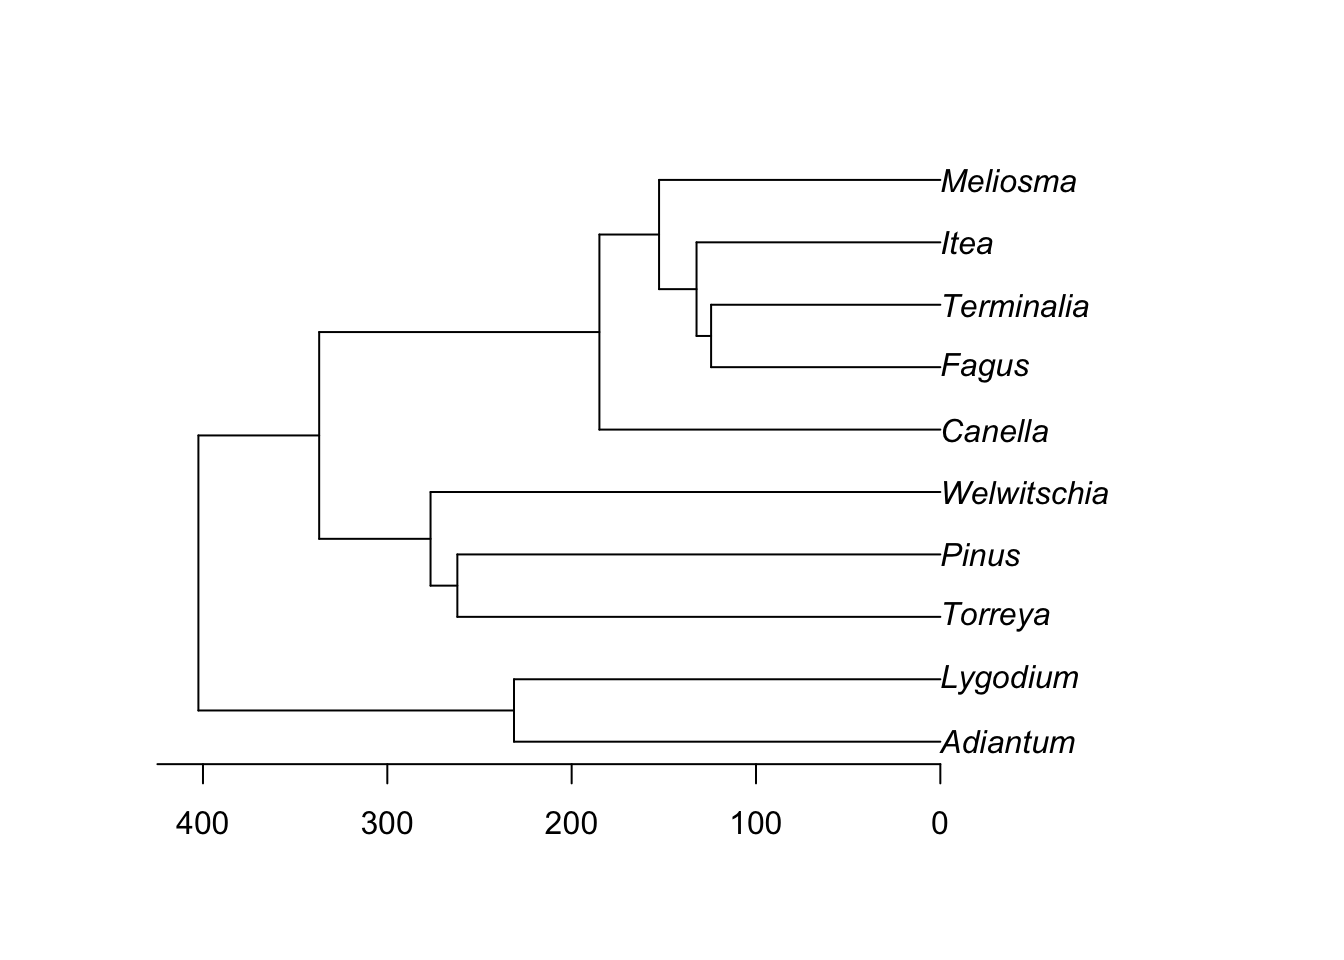 Meliosma
Itea
Terminalia
Fagus
Canella
Welwitschia
Pinus
Torreya
Lygodium
Adiantum
400 300 200 100 0